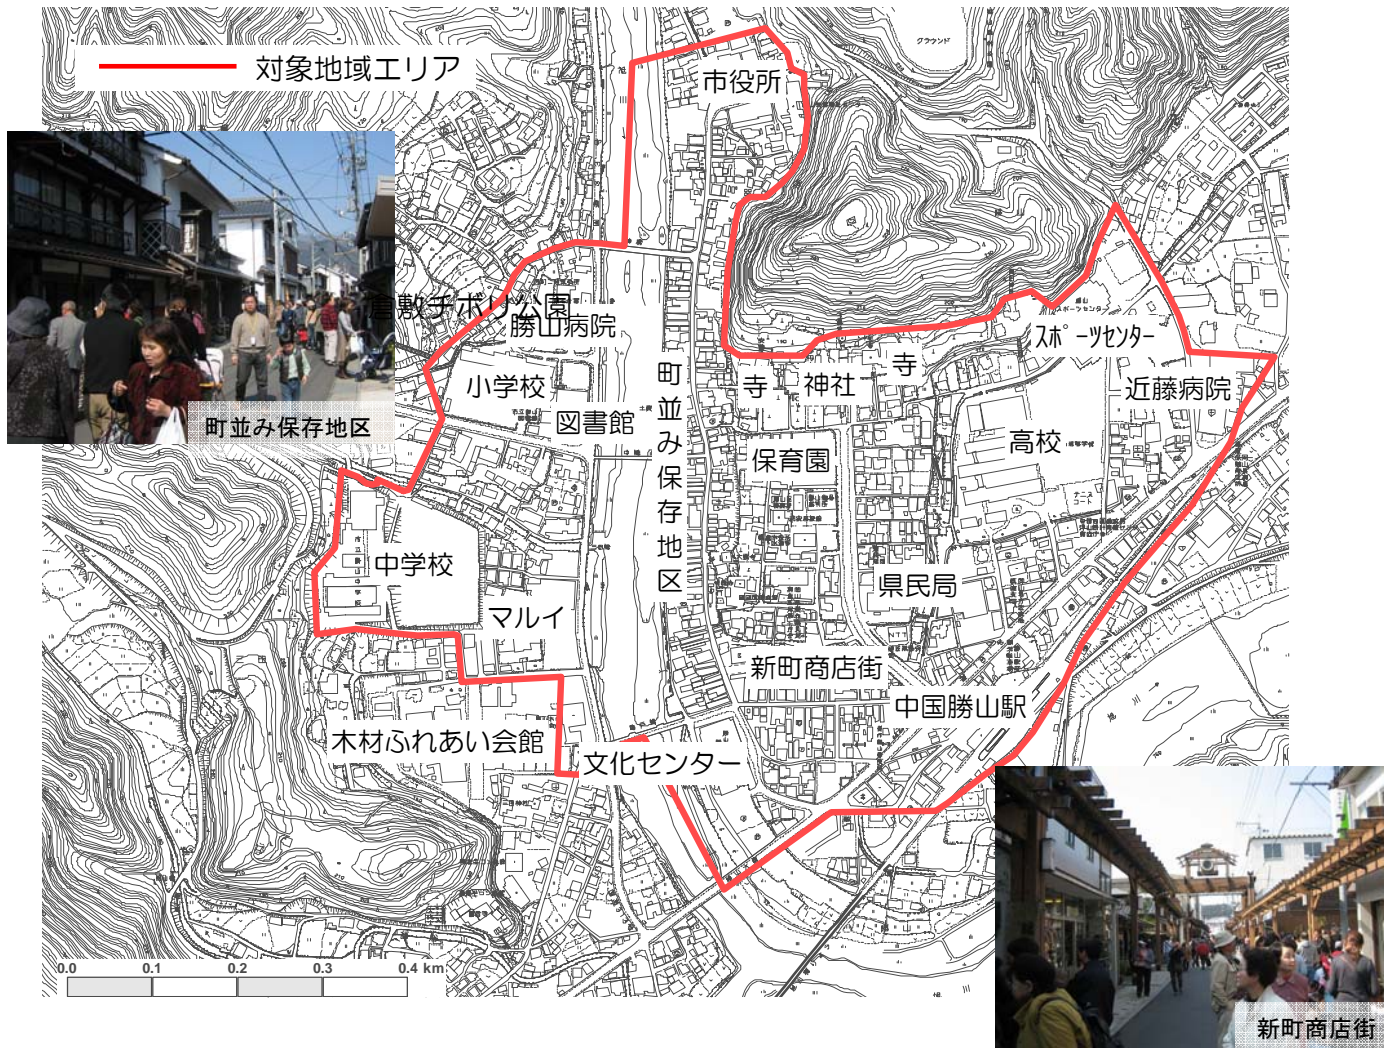 対象地域エリア
グラウンド
市役所
倉敷チボリ公園
勝山病院
スポーツセンター
小学校
町並み保存地区
寺
神社
寺
近藤病院
町並み保存地区
図書館
高校
保育園
中学校
県民局
マルイ
新町商店街
中国勝山駅
木材ふれあい会館
文化センター
0.0 0.1 0.2 0.3 0.4 km
新町商店街